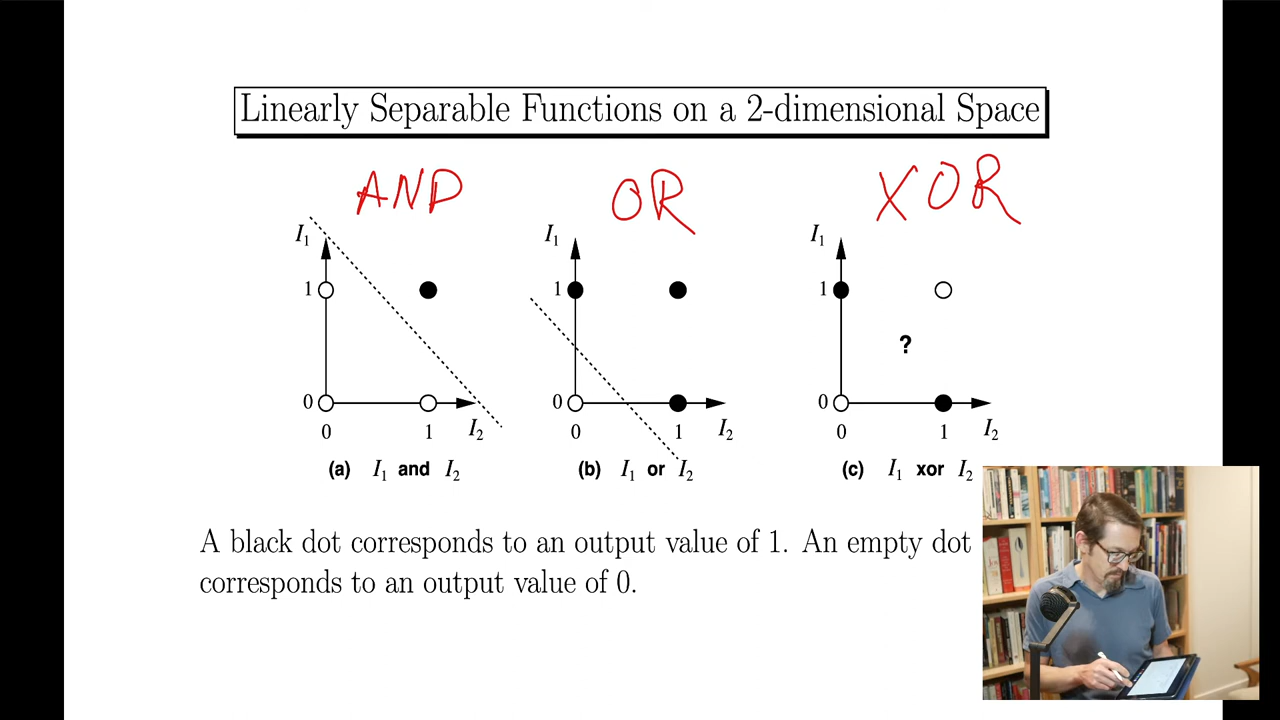 Linearly Separable Functions on a 2-dimensional Space
AND OR XOR
I₁ I₁ I₁
1 1 1
?
0 0 0
0 1 I₂ 0 1 I₂ 0 1 I₂
(a) I₁ and I₂ (b) I₁ or I₂ (c) I₁ xor I₂
A black dot corresponds to an output value of 1. An empty dot
corresponds to an output value of 0.